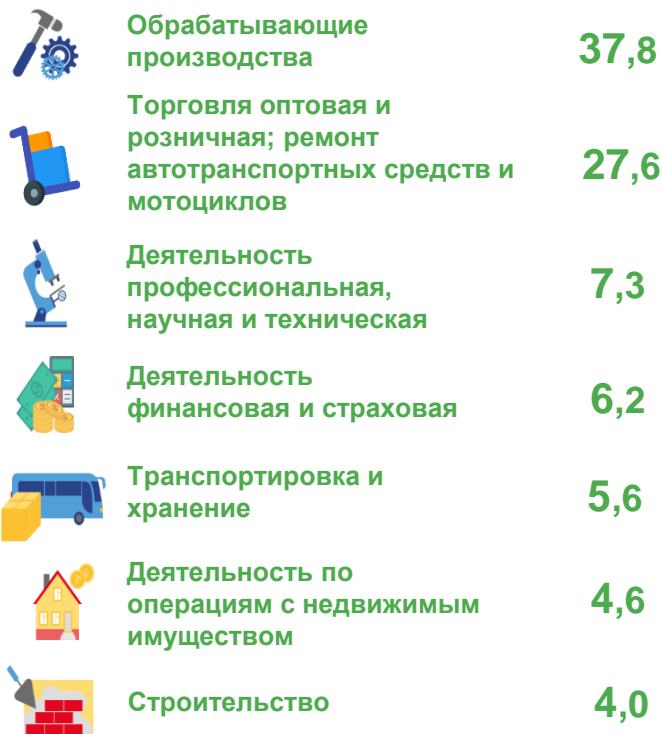 Обрабатывающие
производства
37,8
Торговля оптовая и
розничная; ремонт
автотранспортных средств и
мотоциклов
27,6
Деятельность
профессиональная,
научная и техническая
7,3
Деятельность
финансовая и страховая
6,2
Транспортировка и
хранение
5,6
Деятельность по
операциям с недвижимым
имуществом
4,6
Строительство
4,0